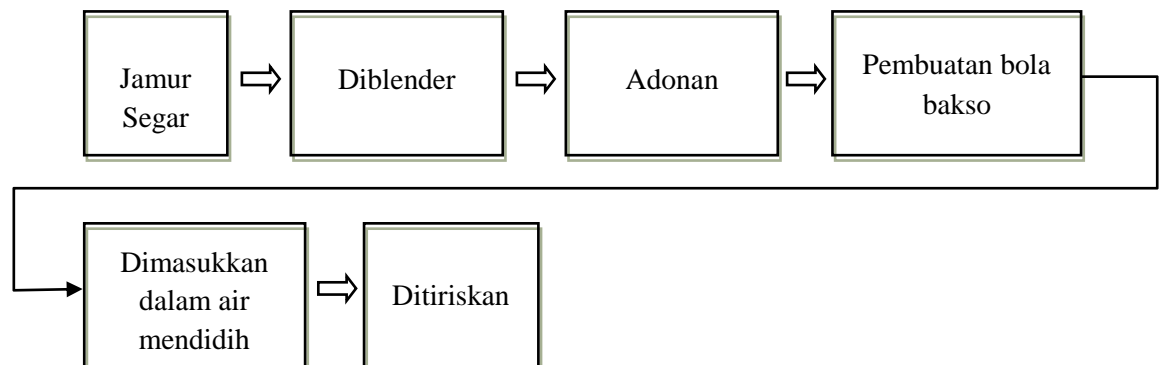 Jamur
Segar
Diblender
Adonan
Pembuatan bola
bakso
Dimasukkan
dalam air
mendidih
Ditiriskan